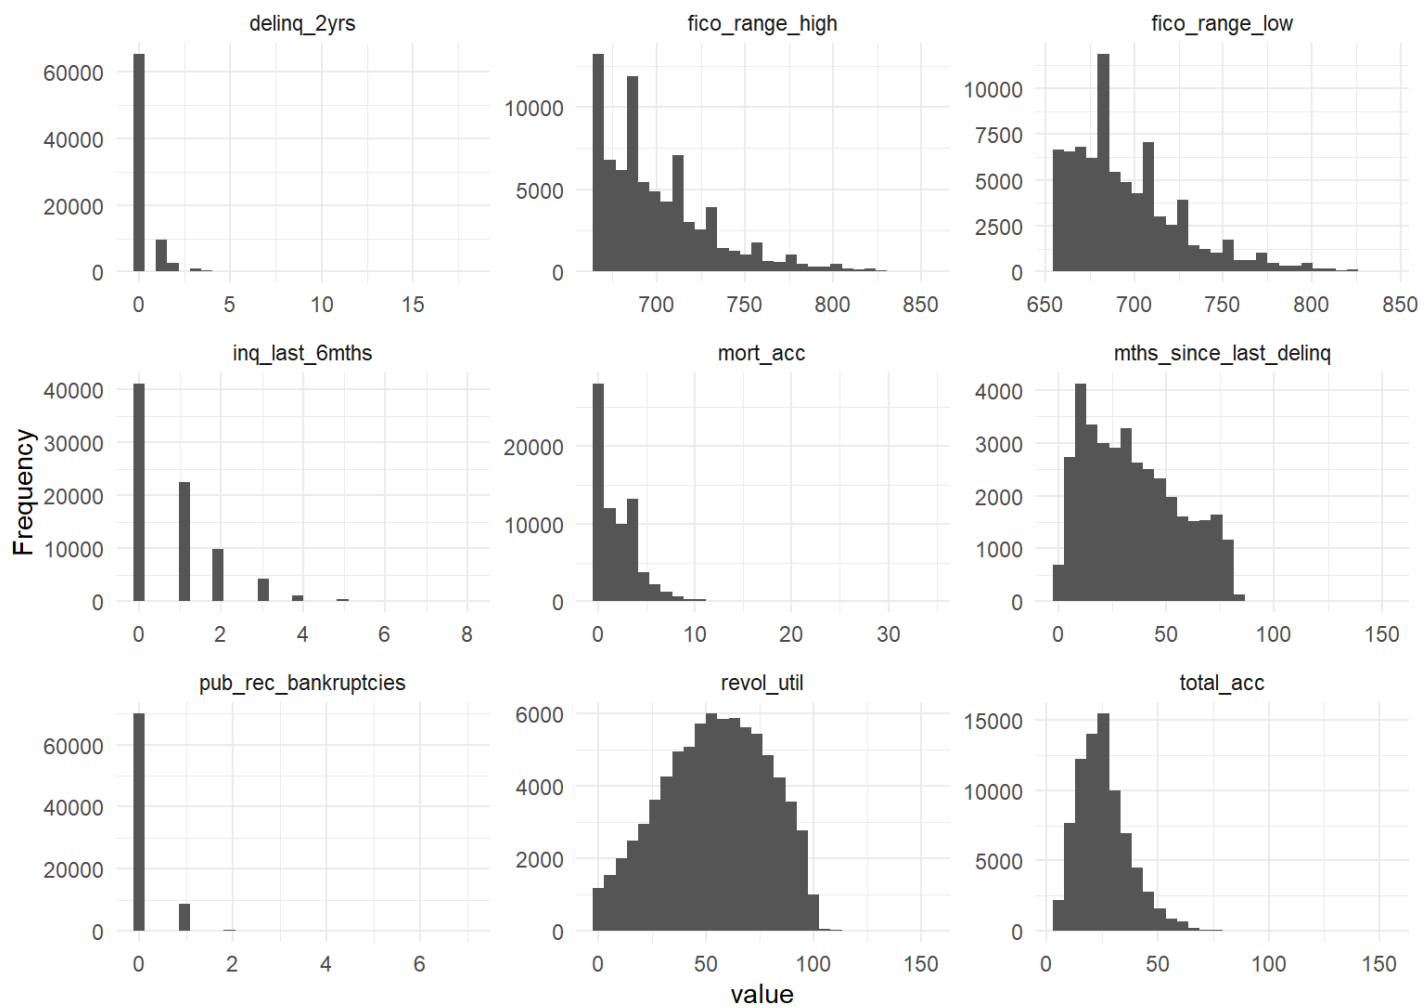 delinq_2yrs
fico_range_high
fico_range_low
60000
40000
20000
0
0 5 10 15
10000
5000
0
700 750 800 850
10000
7500
5000
2500
0
650 700 750 800 850
inq_last_6mths
mort_acc
mths_since_last_delinq
40000
30000
20000
10000
0
0 2 4 6 8
20000
10000
0
0 10 20 30
4000
3000
2000
1000
0
0 50 100 150
pub_rec_bankruptcies
revol_util
total_acc
60000
40000
20000
0
0 2 4 6
6000
4000
2000
0
0 50 100 150
15000
10000
5000
0
0 50 100 150
Frequency
value